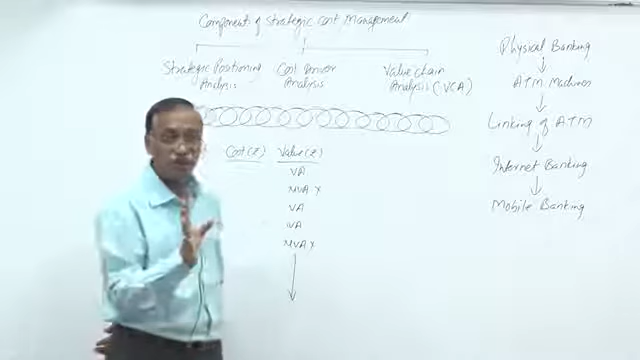 Component of Strategic Cost Management
Strategic Positioning Analysis
Cost Driver Analysis
Value Chain Analysis (VCA)
Cost (₹) Value (₹)
VA
NVA X
VA
VA
NVA X
Physical Banking
↓
ATM Machines
↓
Linking of ATM
↓
Internet Banking
↓
Mobile Banking